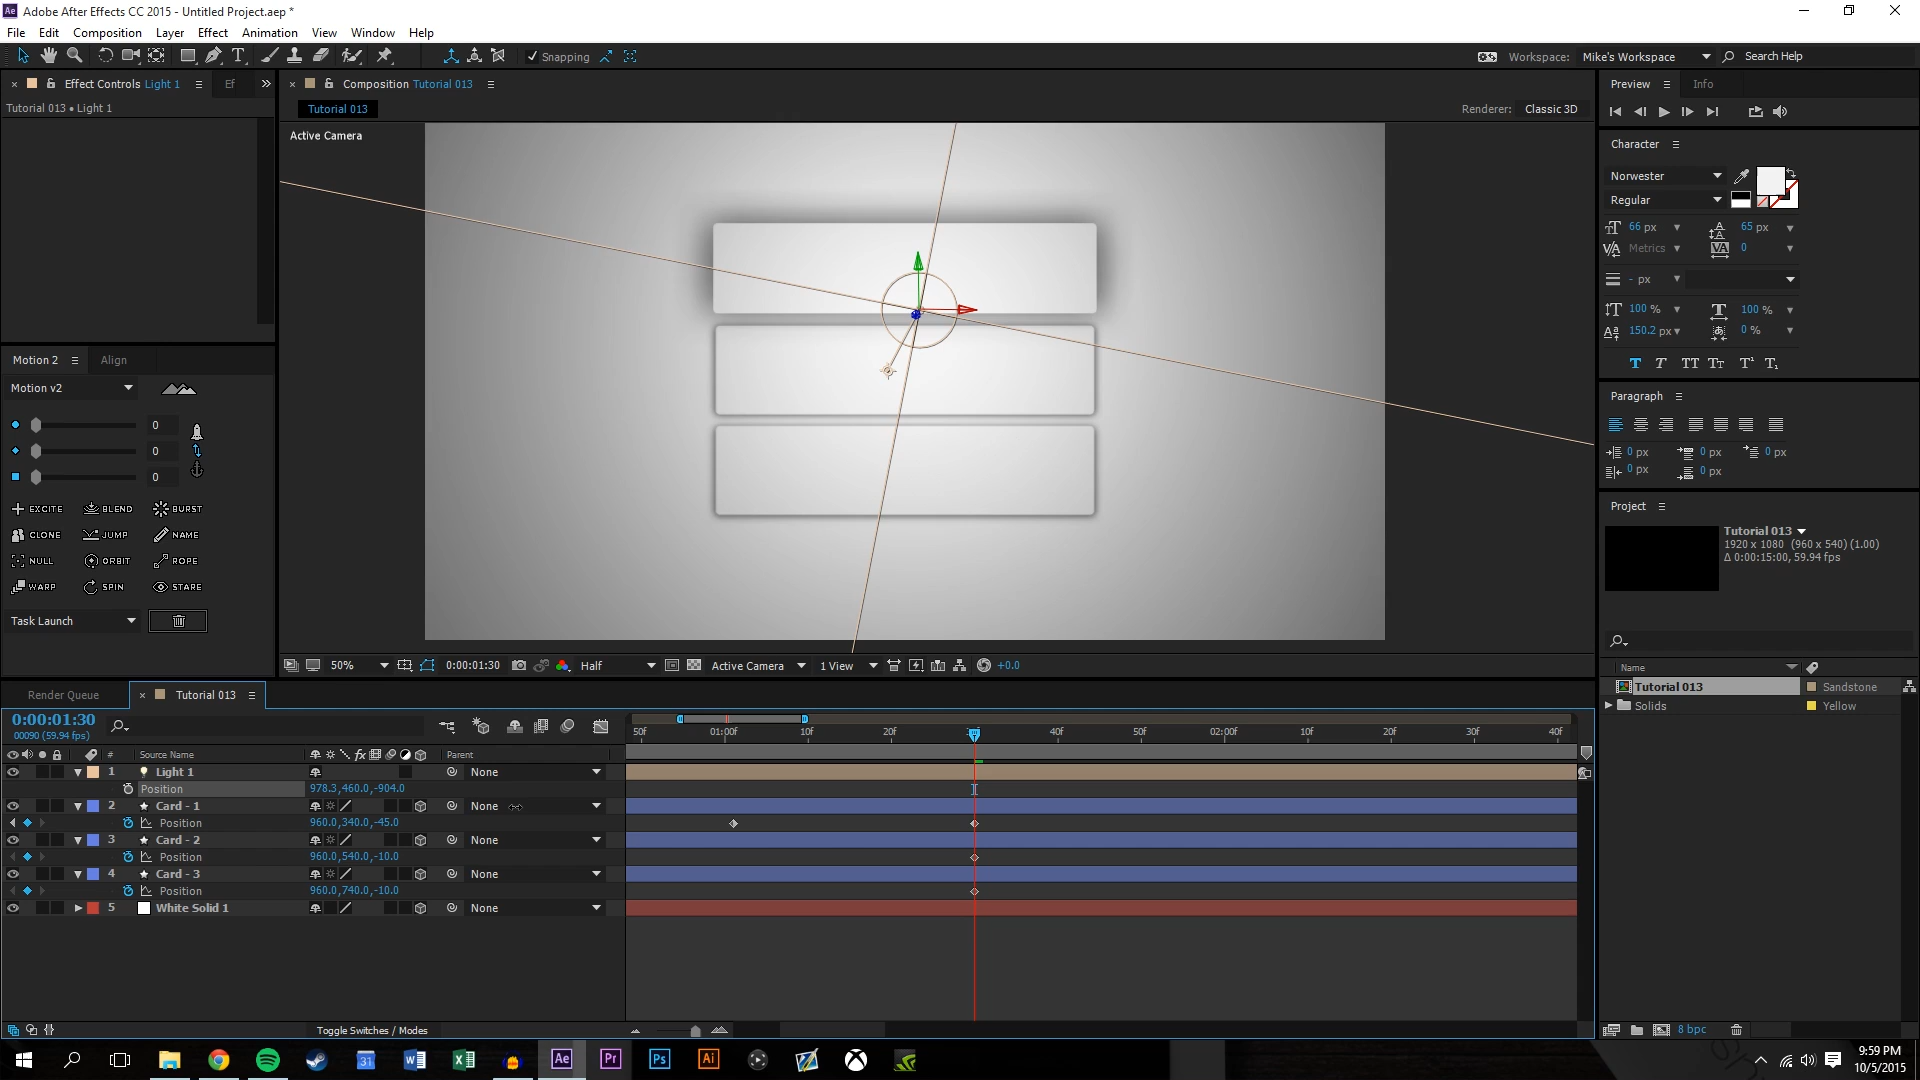 Adobe After Effects CC 2015 - Untitled Project.aep *
File Edit Composition Layer Effect Animation View Window Help
Snapping
Workspace: Mike's Workspace
Search Help
Effect Controls Light 1
Ef
Tutorial 013 • Light 1
Composition Tutorial 013
Tutorial 013
Renderer: Classic 3D
Active Camera
Preview
Info
Character
Norwester
Regular
66 px
65 px
Metrics
0
- px
100 %
100 %
150.2 px
0 %
T T TT Tt T¹ T₁
Paragraph
0 px 0 px 0 px
0 px 0 px
Project
Tutorial 013
1920 x 1080 (960 x 540) (1.00)
Δ 0:00:15:00, 59.94 fps
Name
Tutorial 013 Sandstone
Solids Yellow
8 bpc
Motion 2
Align
Motion v2
0
0
0
EXCITE BLEND BURST
CLONE JUMP NAME
NULL ORBIT ROPE
WARP SPIN STARE
Task Launch
50%
0:00:01:30
Half
Active Camera
1 View
+0.0
Render Queue
Tutorial 013
0:00:01:30
00090 (59.94 fps)
# Source Name fx Parent
50f 01:00f 10f 20f 40f 50f 02:00f 10f 20f 30f 40f
1 Light 1 None
Position 978.3,460.0,-904.0
2 Card - 1 None
Position 960.0,340.0,-45.0
3 Card - 2 None
Position 960.0,540.0,-10.0
4 Card - 3 None
Position 960.0,740.0,-10.0
5 White Solid 1 None
Toggle Switches / Modes
31
Ae Pr Ps Ai
9:59 PM
10/5/2015